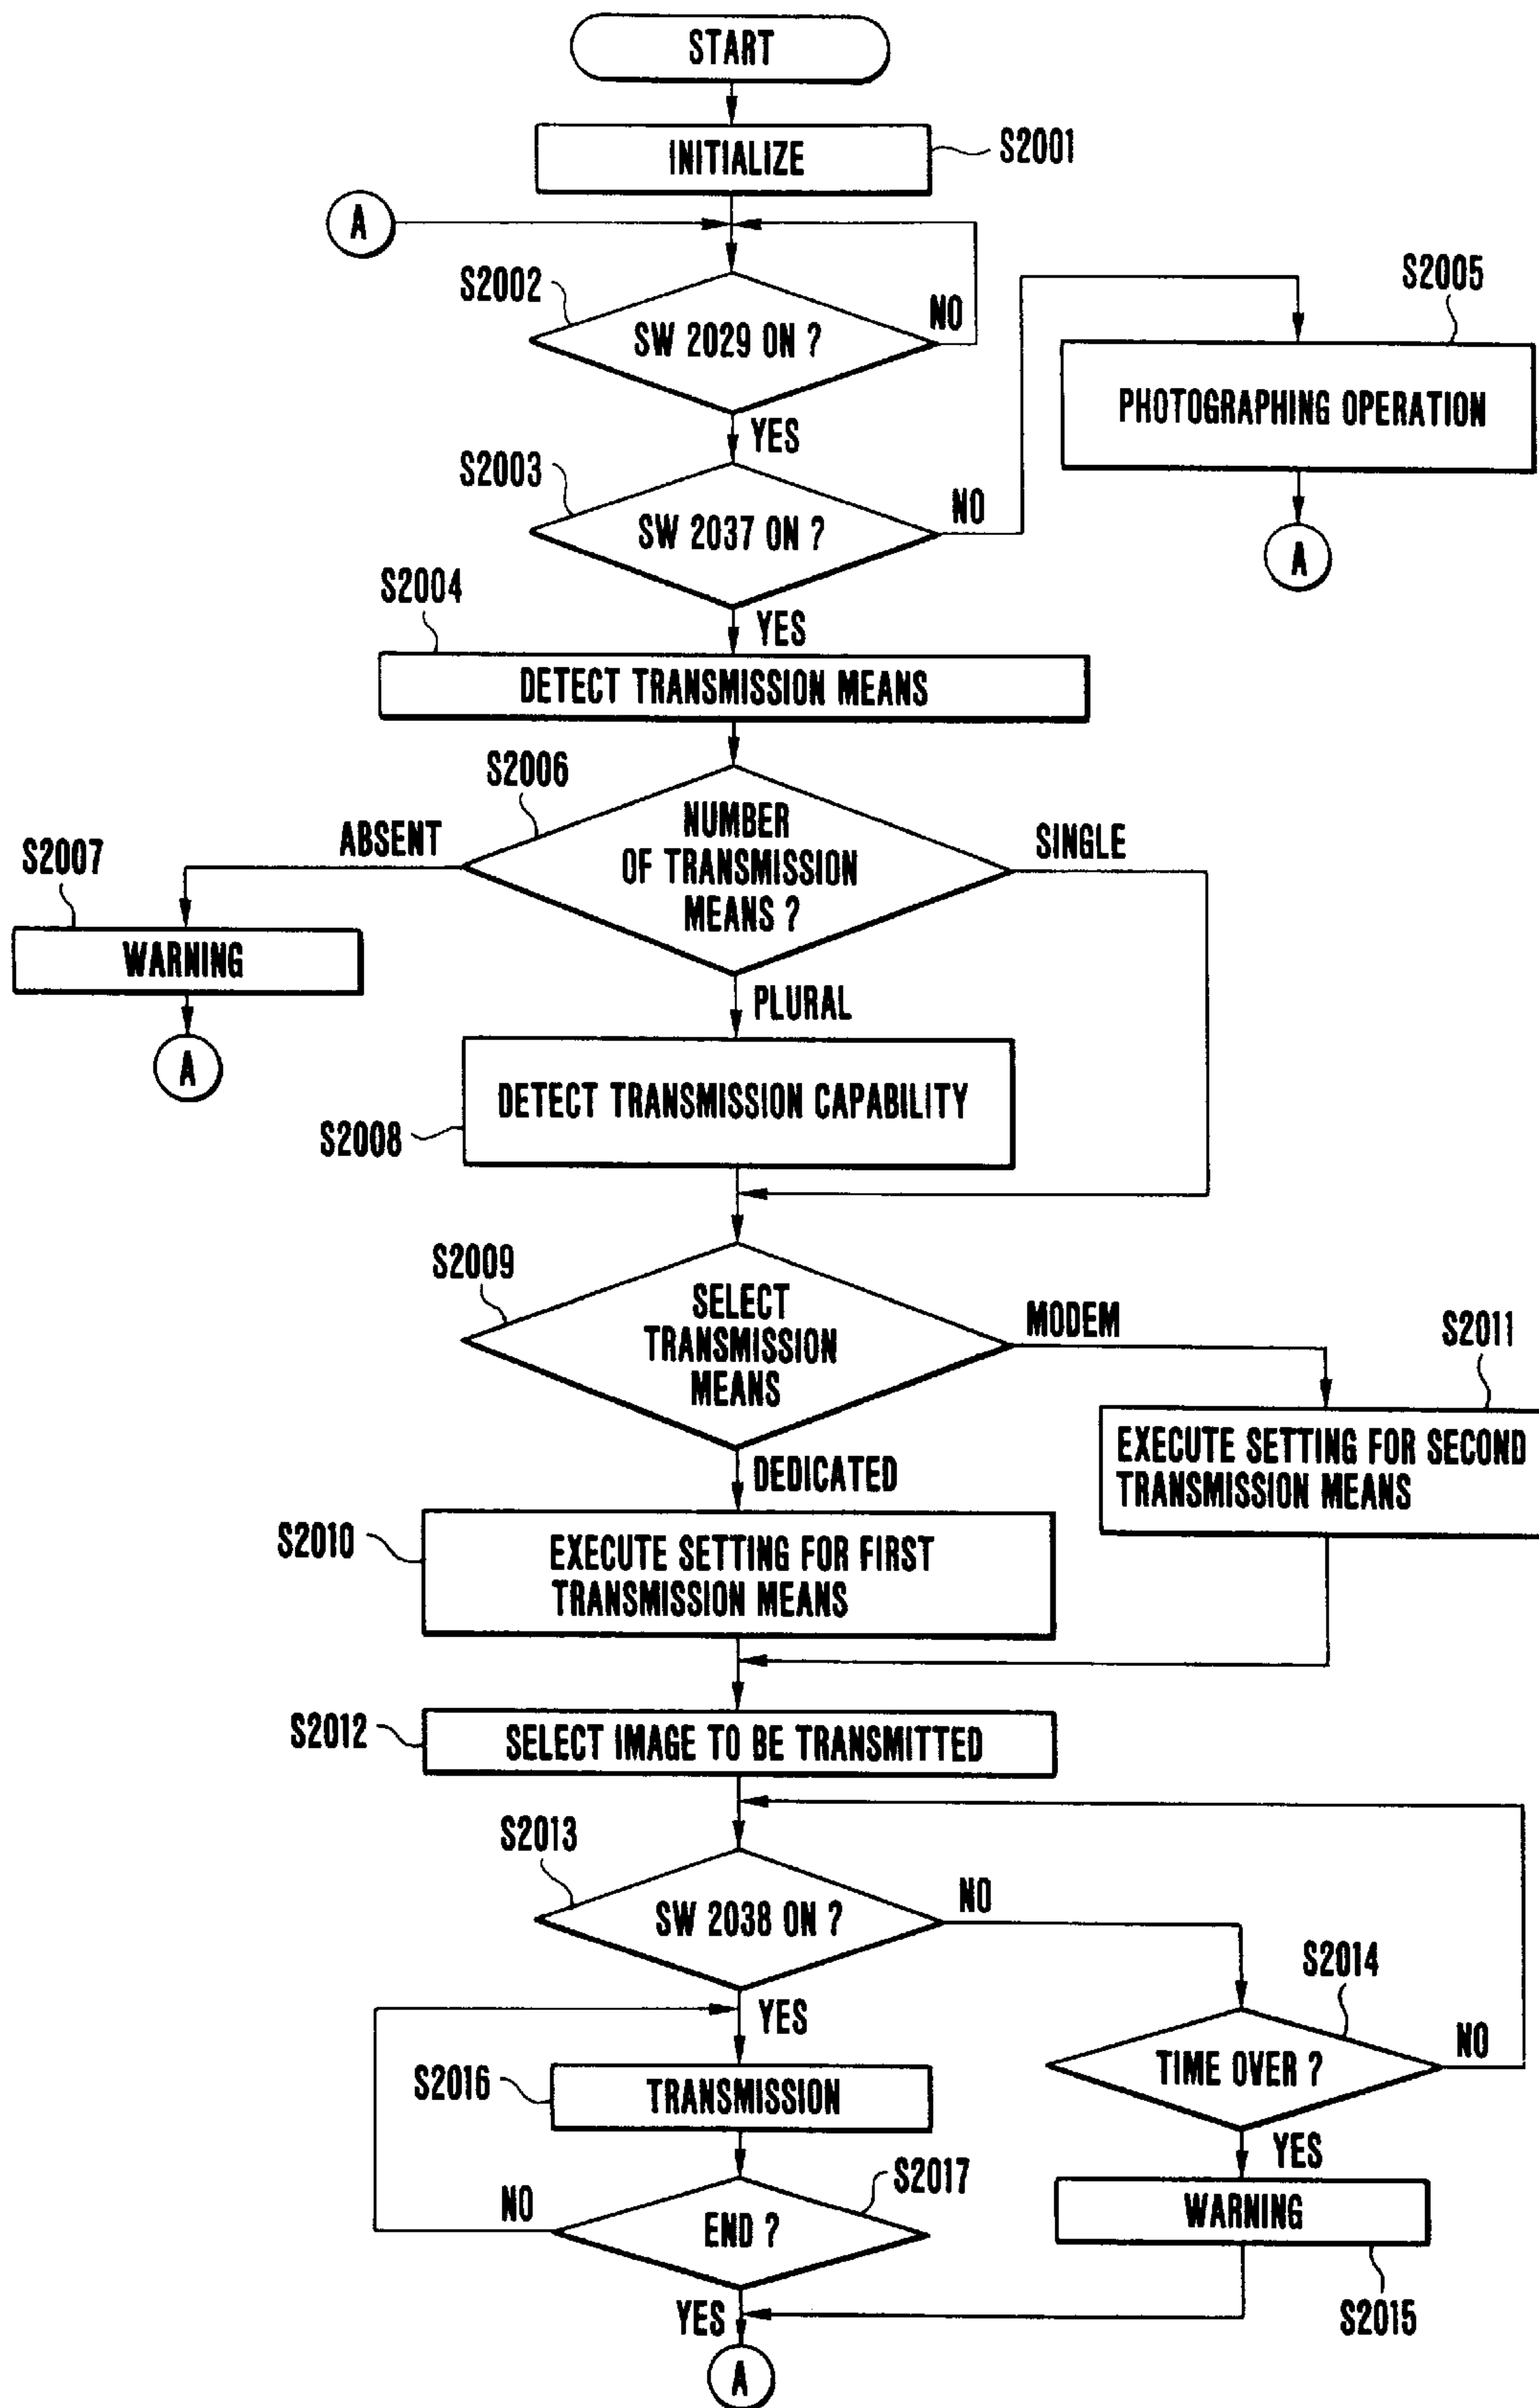 START
INITIALIZE
S2001
A
S2002
SW 2029 ON ?
NO
S2005
PHOTOGRAPHING OPERATION
A
YES
S2003
SW 2037 ON ?
NO
YES
S2004
DETECT TRANSMISSION MEANS
S2006
NUMBER
OF TRANSMISSION
MEANS ?
ABSENT
SINGLE
S2007
WARNING
A
PLURAL
DETECT TRANSMISSION CAPABILITY
S2008
S2009
SELECT
TRANSMISSION
MEANS
MODEM
S2011
EXECUTE SETTING FOR SECOND
TRANSMISSION MEANS
DEDICATED
S2010
EXECUTE SETTING FOR FIRST
TRANSMISSION MEANS
S2012
SELECT IMAGE TO BE TRANSMITTED
S2013
SW 2038 ON ?
NO
S2014
TIME OVER ?
NO
YES
S2016
TRANSMISSION
YES
WARNING
S2015
S2017
END ?
NO
YES
A